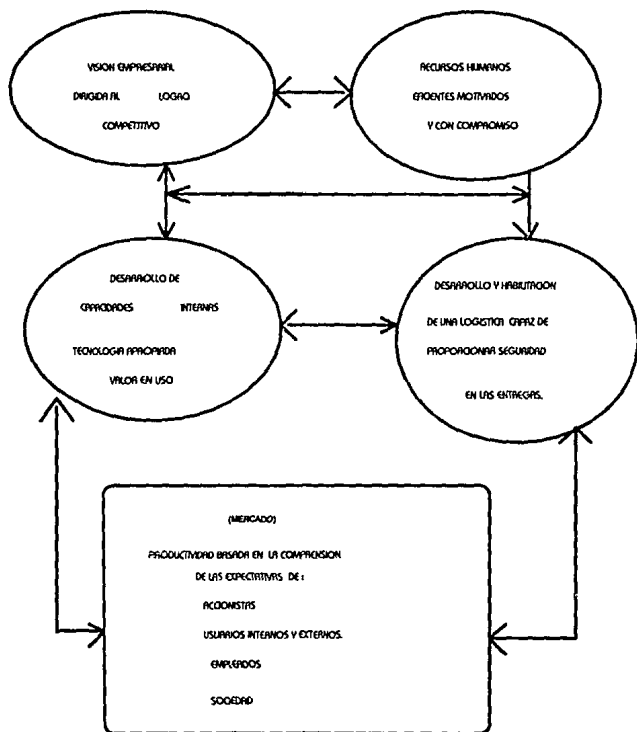 VISION EMPRESARIAL
DIRIGIDA AL LOGRO
COMPETITIVO
RECURSOS HUMANOS
EFICIENTES MOTIVADOS
Y CON COMPROMISO
DESARROLLO DE
CAPACIDADES INTERNAS
TECNOLOGIA APROPIADA
VALOR EN USO
DESARROLLO Y HABILITACION
DE UNA LOGISTICA CAPAZ DE
PROPORCIONAR SEGURIDAD
EN LAS ENTREGAS.
(MERCADO)
PRODUCTIVIDAD BASADA EN LA COMPRENSION
DE LAS EXPECTATIVAS DE :
ACCIONISTAS
USUARIOS INTERNOS Y EXTERNOS.
EMPLEADOS
SOCIEDAD